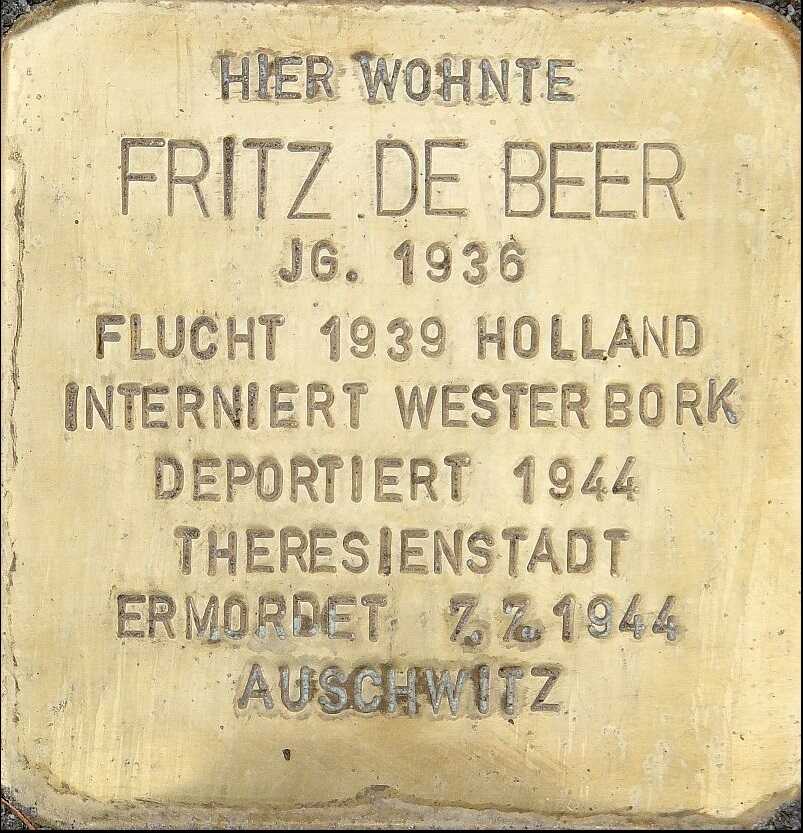 HIER WOHNTE
FRITZ DE BEER
JG. 1936
FLUCHT 1939 HOLLAND
INTERNIERT WESTERBORK
DEPORTIERT 1944
THERESIENSTADT
ERMORDET 7.7.1944
AUSCHWITZ